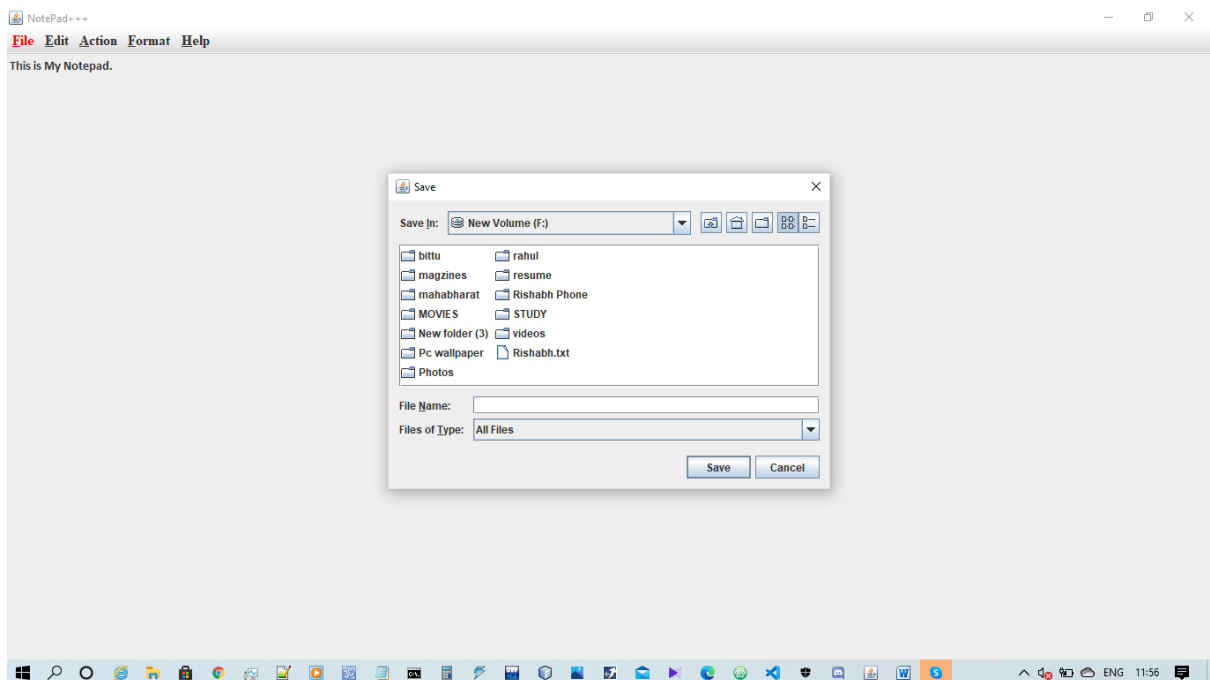 NotePad+++
File Edit Action Format Help
This is My Notepad.
Save
Save In: New Volume (F:)
bittu rahul
magzines resume
mahabharat Rishabh Phone
MOVIES STUDY
New folder (3) videos
Pc wallpaper Rishabh.txt
Photos
File Name:
Files of Type: All Files
Save Cancel
ENG 11:56